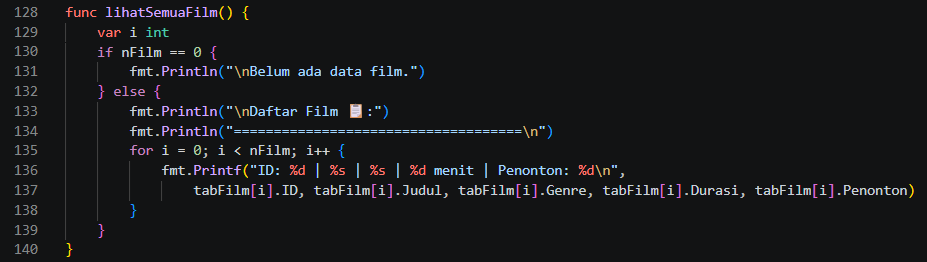 128 func lihatSemuaFilm() {
129     var i int
130     if nFilm == 0 {
131         fmt.Println("\nBelum ada data film.")
132     } else {
133         fmt.Println("\nDaftar Film 📋:")
134         fmt.Println("====================================\n")
135         for i = 0; i < nFilm; i++ {
136             fmt.Printf("ID: %d | %s | %s | %d menit | Penonton: %d\n",
137                 tabFilm[i].ID, tabFilm[i].Judul, tabFilm[i].Genre, tabFilm[i].Durasi, tabFilm[i].Penonton)
138         }
139     }
140 }